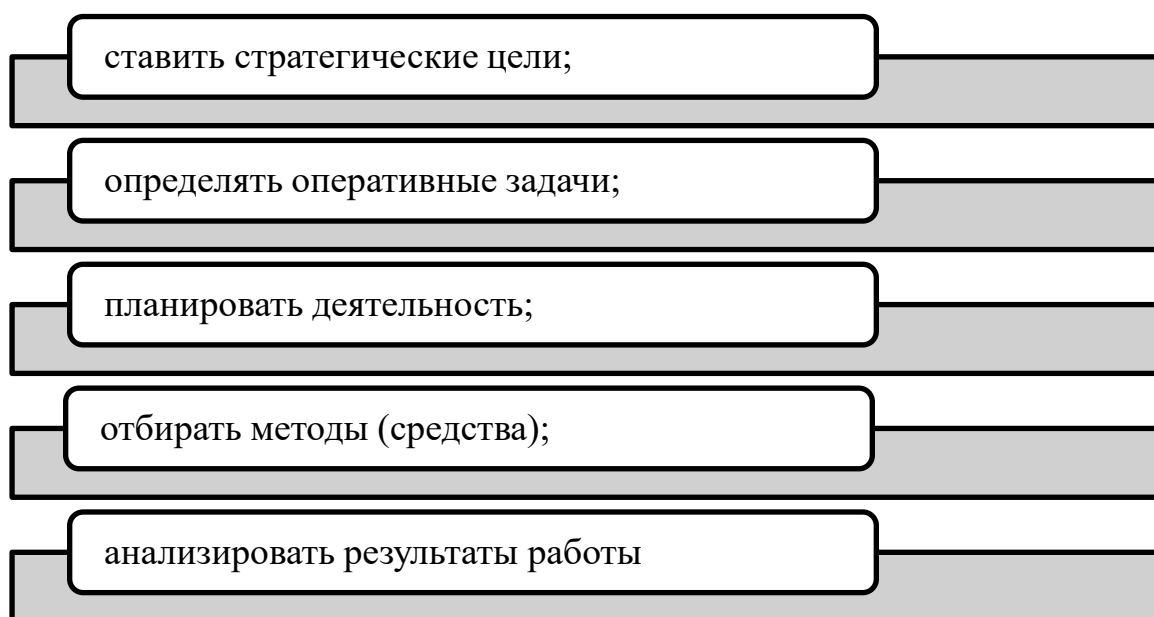 ставить стратегические цели;
определять оперативные задачи;
планировать деятельность;
отбирать методы (средства);
анализировать результаты работы